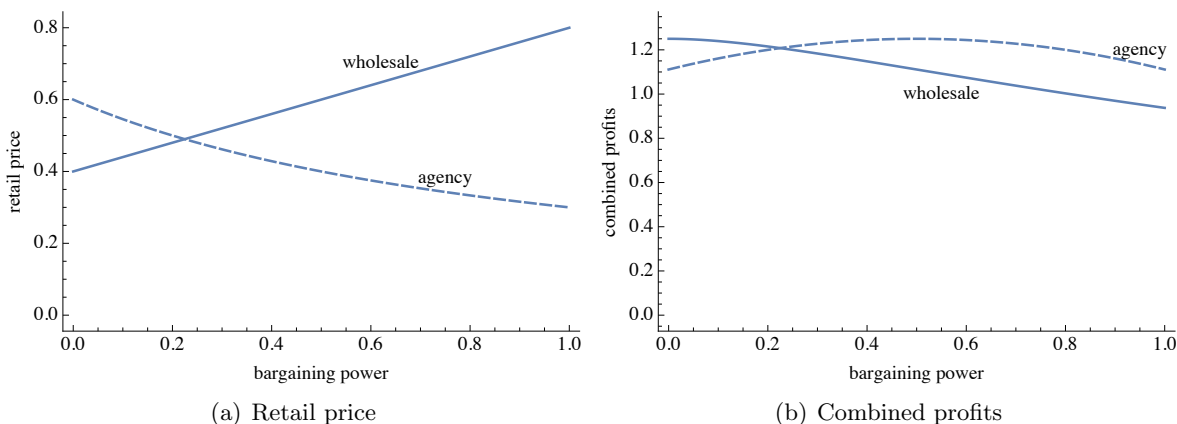 0.8
0.6
0.4
0.2
0.0
retail price
wholesale
agency
0.0 0.2 0.4 0.6 0.8 1.0
bargaining power
(a) Retail price
1.2
1.0
0.8
0.6
0.4
0.2
0.0
combined profits
agency
wholesale
0.0 0.2 0.4 0.6 0.8 1.0
bargaining power
(b) Combined profits